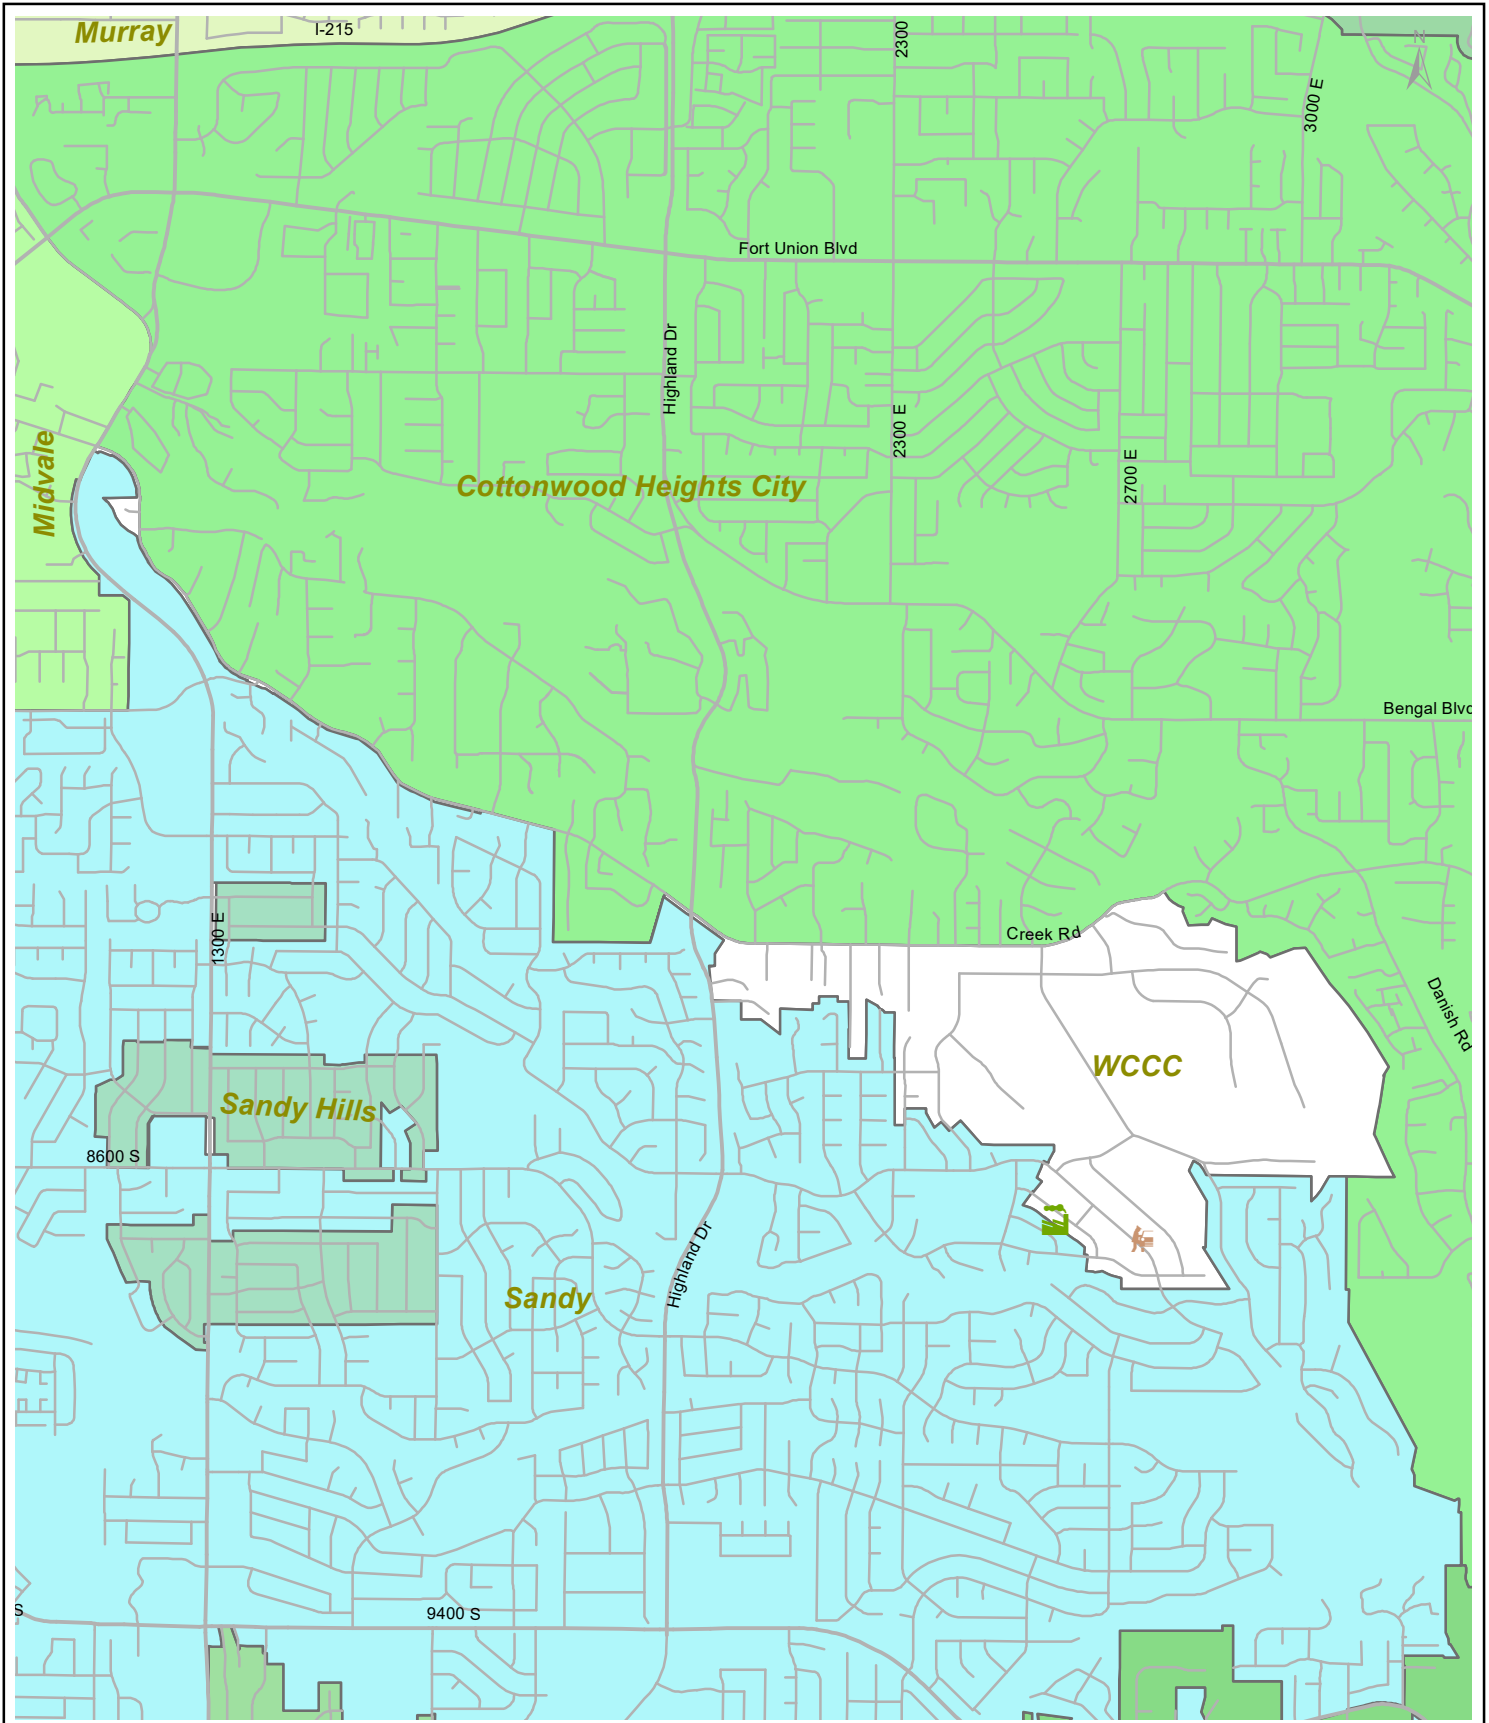 Murray
I-215
2300
N
3000 E
Fort Union Blvd
Highland Dr
2300 E
2700 E
Midvale
Cottonwood Heights City
Bengal Blvd
1300 E
Creek Rd
Danish Rd
WCCC
Sandy Hills
8600 S
Highland Dr
Sandy
S
9400 S